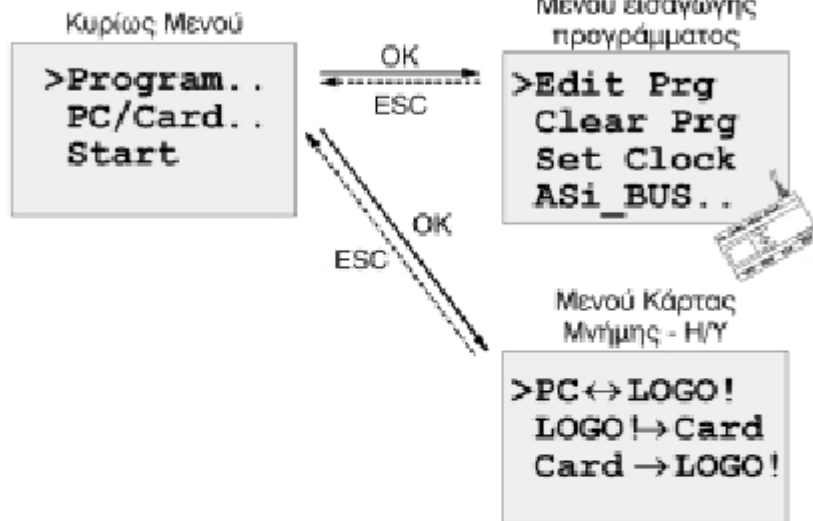 Κυρίως Μενού
>Program..
PC/Card..
Start
OK
ESC
Μενού εισαγωγής
προγράμματος
>Edit Prg
Clear Prg
Set Clock
ASi_BUS..
OK
ESC
Μενού Κάρτας
Μνήμης - Η/Υ
>PC↔LOGO!
LOGO!→Card
Card→LOGO!